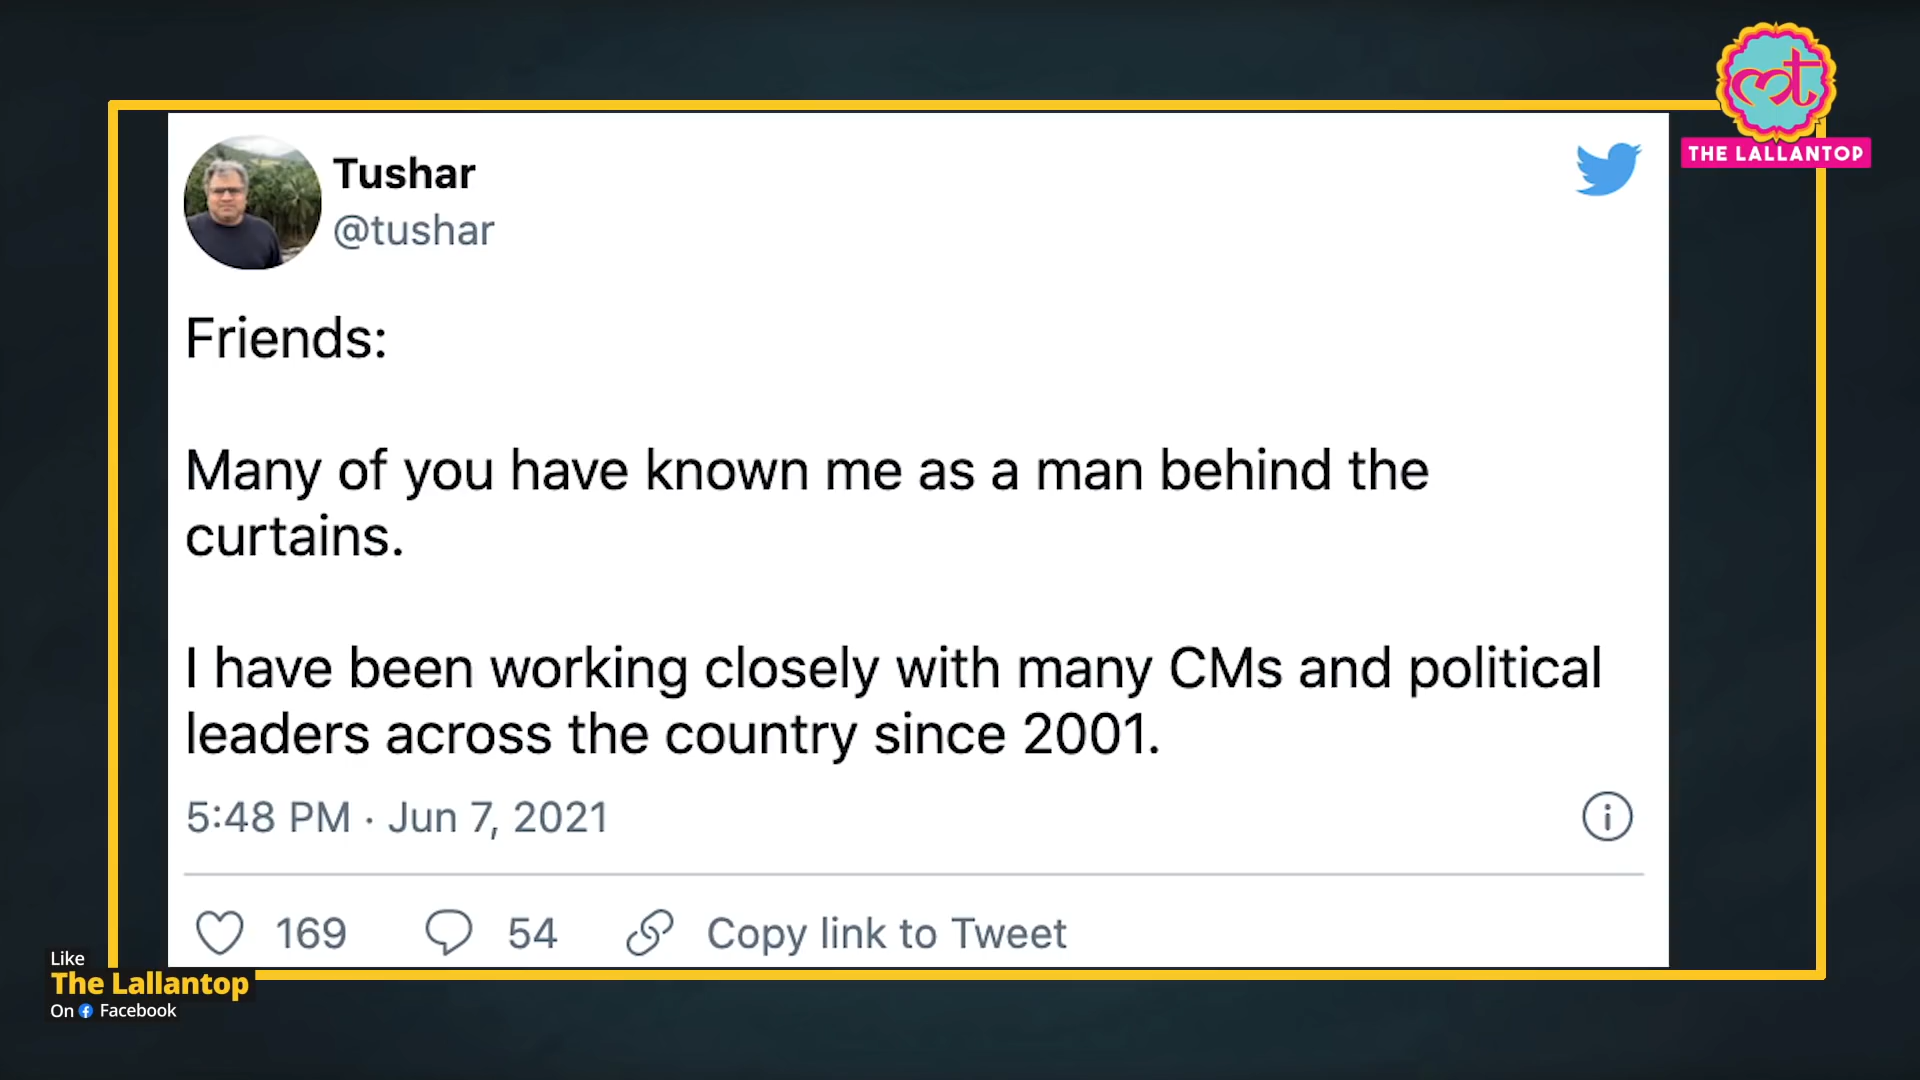 THE LALLANTOP
Tushar
@tushar
Friends:
Many of you have known me as a man behind the
curtains.
I have been working closely with many CMs and political
leaders across the country since 2001.
5:48 PM · Jun 7, 2021
169 54 Copy link to Tweet
Like
The Lallantop
On Facebook